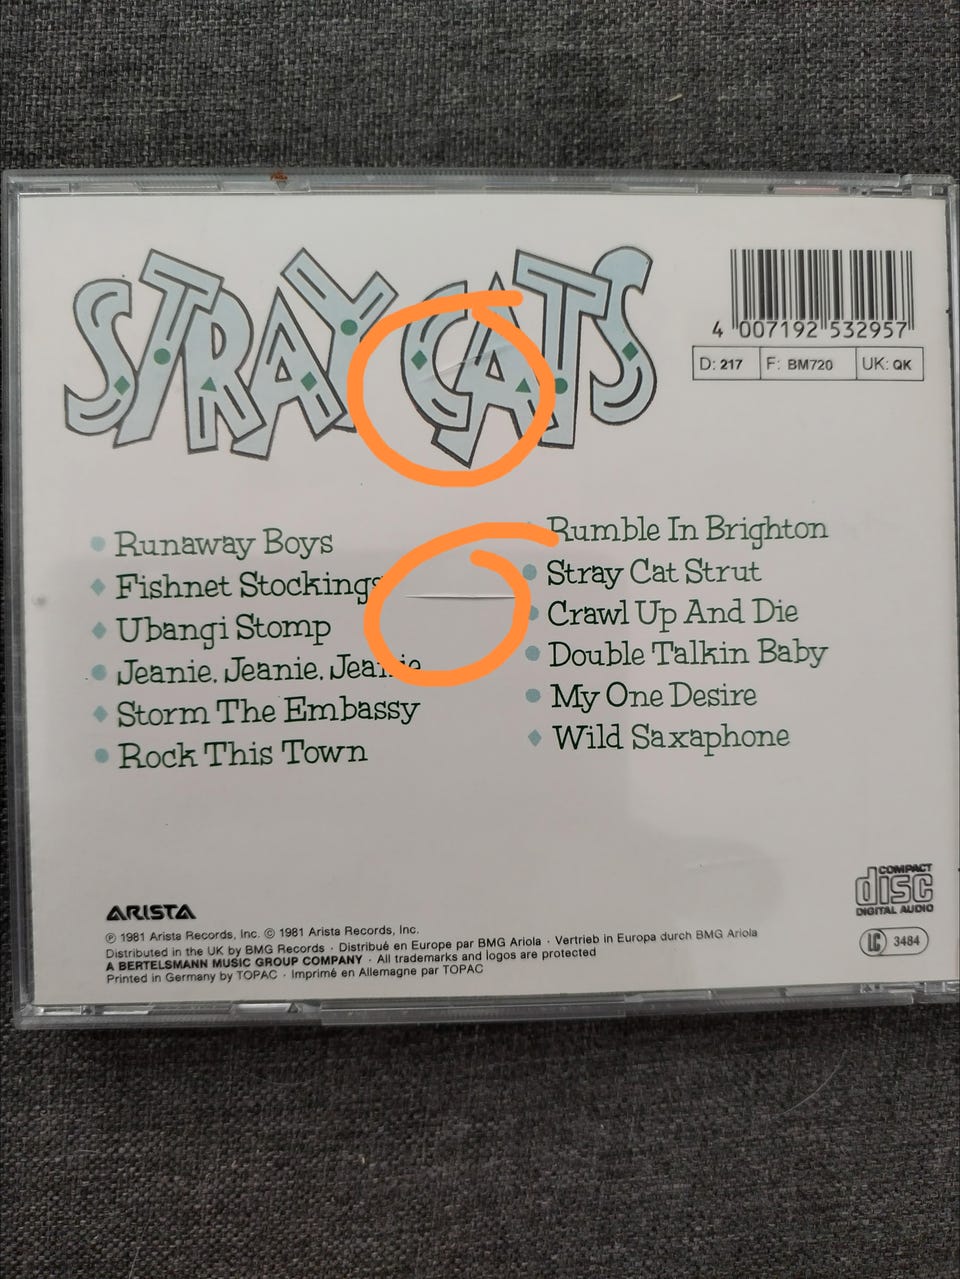 STRAY CATS
4 007192 532957
D: 217 F: BM720 UK: QK
Runaway Boys
Fishnet Stockings
Ubangi Stomp
Jeanie, Jeanie, Jeanie
Storm The Embassy
Rock This Town
Rumble In Brighton
Stray Cat Strut
Crawl Up And Die
Double Talkin Baby
My One Desire
Wild Saxaphone
ARISTA
℗ 1981 Arista Records, Inc. © 1981 Arista Records, Inc.
Distributed in the UK by BMG Records · Distribué en Europe par BMG Ariola · Vertrieb in Europa durch BMG Ariola
A BERTELSMANN MUSIC GROUP COMPANY · All trademarks and logos are protected
Printed in Germany by TOPAC · Imprimé en Allemagne par TOPAC
COMPACT
disc
DIGITAL AUDIO
LC 3484